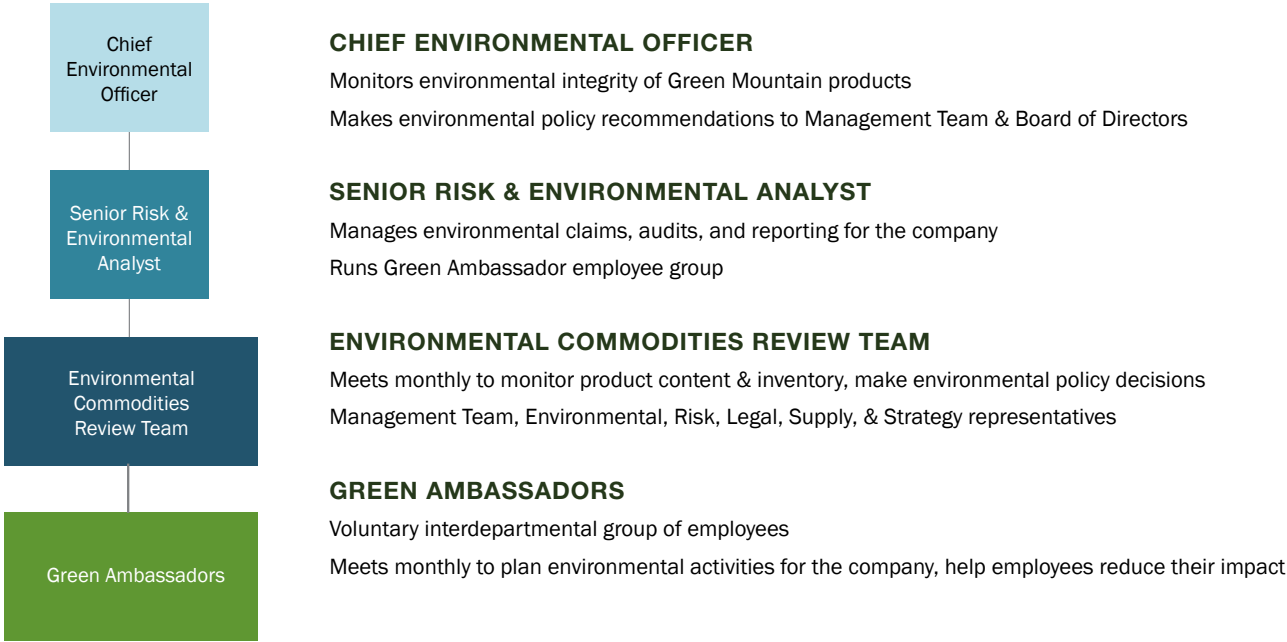 Chief
Environmental
Officer
CHIEF ENVIRONMENTAL OFFICER
Monitors environmental integrity of Green Mountain products
Makes environmental policy recommendations to Management Team & Board of Directors
Senior Risk &
Environmental
Analyst
SENIOR RISK & ENVIRONMENTAL ANALYST
Manages environmental claims, audits, and reporting for the company
Runs Green Ambassador employee group
Environmental
Commodities
Review Team
ENVIRONMENTAL COMMODITIES REVIEW TEAM
Meets monthly to monitor product content & inventory, make environmental policy decisions
Management Team, Environmental, Risk, Legal, Supply, & Strategy representatives
Green Ambassadors
GREEN AMBASSADORS
Voluntary interdepartmental group of employees
Meets monthly to plan environmental activities for the company, help employees reduce their impact